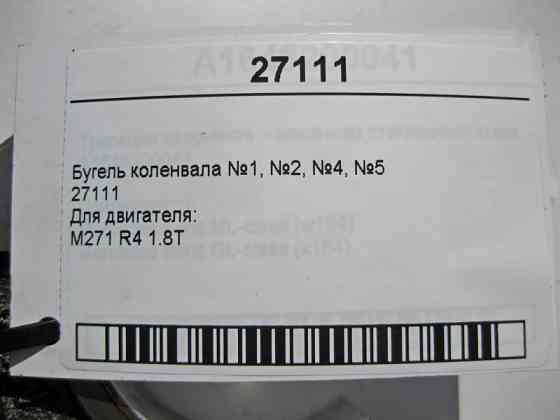 27111
Бугель коленвала №1, №2, №4, №5
27111
Для двигателя:
M271 R4 1.8T